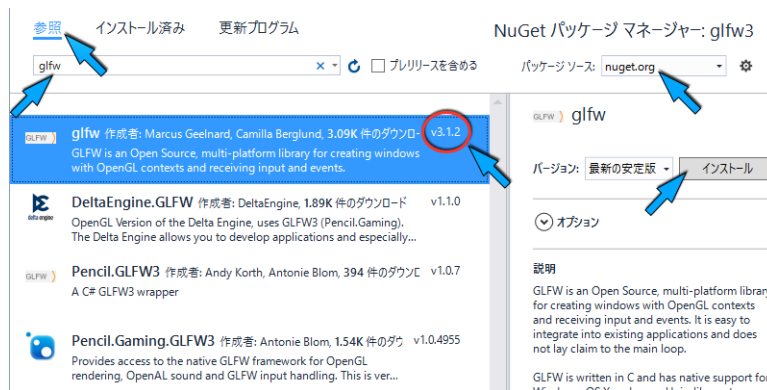 参照 インストール済み 更新プログラム
NuGet パッケージ マネージャー: glfw3
glfw
プレリリースを含める
パッケージ ソース: nuget.org
GLFW
glfw 作成者: Marcus Geelnard, Camilla Berglund, 3.09K 件のダウンロー v3.1.2
GLFW is an Open Source, multi-platform library for creating windows
with OpenGL contexts and receiving input and events.
delta engine
DeltaEngine.GLFW 作成者: DeltaEngine, 1.89K 件のダウンロード v1.1.0
OpenGL Version of the Delta Engine, uses GLFW3 (Pencil.Gaming).
The Delta Engine allows you to develop applications and especially...
GLFW
Pencil.GLFW3 作成者: Andy Korth, Antonie Blom, 394 件のダウン v1.0.7
A C# GLFW3 wrapper
Pencil.Gaming.GLFW3 作成者: Antonie Blom, 1.54K 件のダウ v1.0.4955
Provides access to the native GLFW framework for OpenGL
rendering, OpenAL sound and GLFW input handling. This is ver...
GLFW glfw
バージョン: 最新の安定版 インストール
オプション
説明
GLFW is an Open Source, multi-platform library
for creating windows with OpenGL contexts
and receiving input and events. It is easy to
integrate into existing applications and does
not lay claim to the main loop.
GLFW is written in C and has native support for